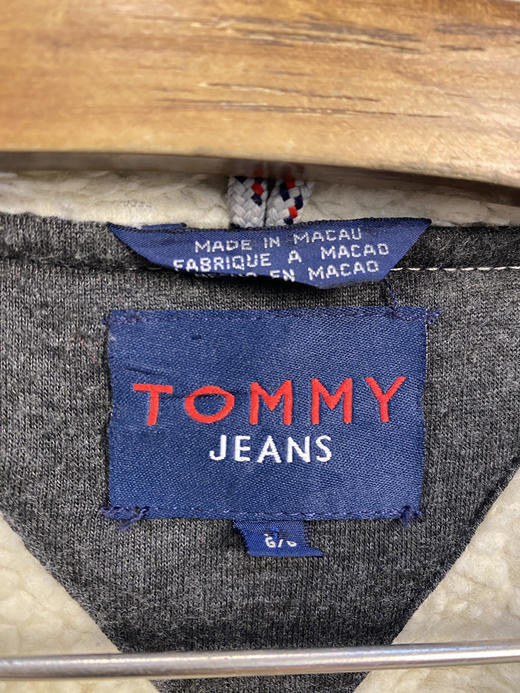 MADE IN MACAU
FABRIQUE A MACAO
EN MACAO
TOMMY
JEANS